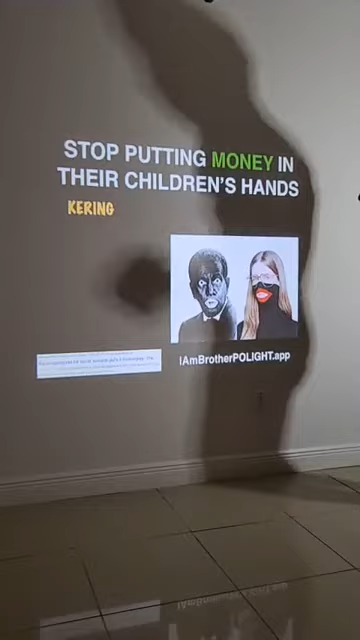 STOP PUTTING MONEY IN
THEIR CHILDREN'S HANDS
KERING
IAmBrotherPOLIGHT.app